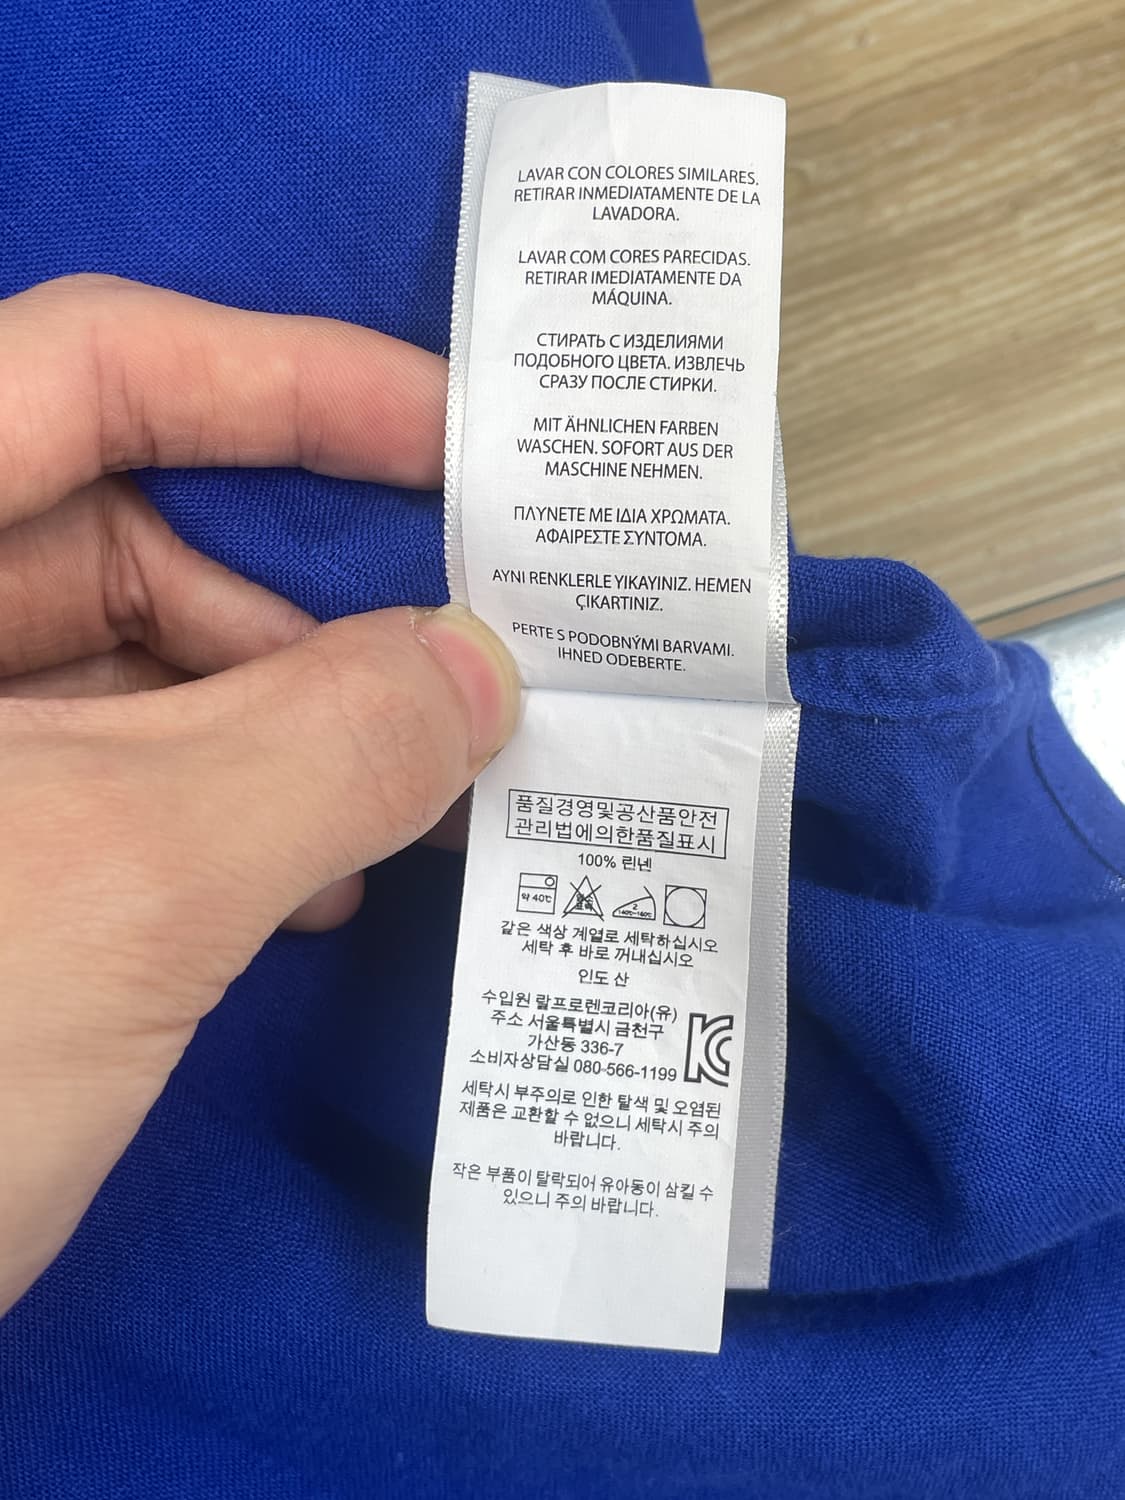 LAVAR CON COLORES SIMILARES.
RETIRAR INMEDIATAMENTE DE LA
LAVADORA.
LAVAR COM CORES PARECIDAS.
RETIRAR IMEDIATAMENTE DA
MÁQUINA.
СТИРАТЬ С ИЗДЕЛИЯМИ
ПОДОБНОГО ЦВЕТА. ИЗВЛЕЧЬ
СРАЗУ ПОСЛЕ СТИРКИ.
MIT ÄHNLICHEN FARBEN
WASCHEN. SOFORT AUS DER
MASCHINE NEHMEN.
ΠΛΥΝΕΤΕ ΜΕ ΙΔΙΑ ΧΡΩΜΑΤΑ.
ΑΦΑΙΡΕΣΤΕ ΣΥΝΤΟΜΑ.
AYNI RENKLERLE YIKAYINIZ. HEMEN
ÇIKARTINIZ.
PERTE S PODOBNÝMI BARVAMI.
IHNED ODEBERTE.
품질경영및공산품안전
관리법에의한품질표시
100% 린넨
약 40℃
2
같은 색상 계열로 세탁하십시오
세탁 후 바로 꺼내십시오
인도 산
수입원 랄프로렌코리아(유)
주소 서울특별시 금천구
가산동 336-7
소비자상담실 080-566-1199
세탁시 부주의로 인한 탈색 및 오염된
제품은 교환할 수 없으니 세탁시 주의
바랍니다.
작은 부품이 탈락되어 유아동이 삼킬 수
있으니 주의 바랍니다.